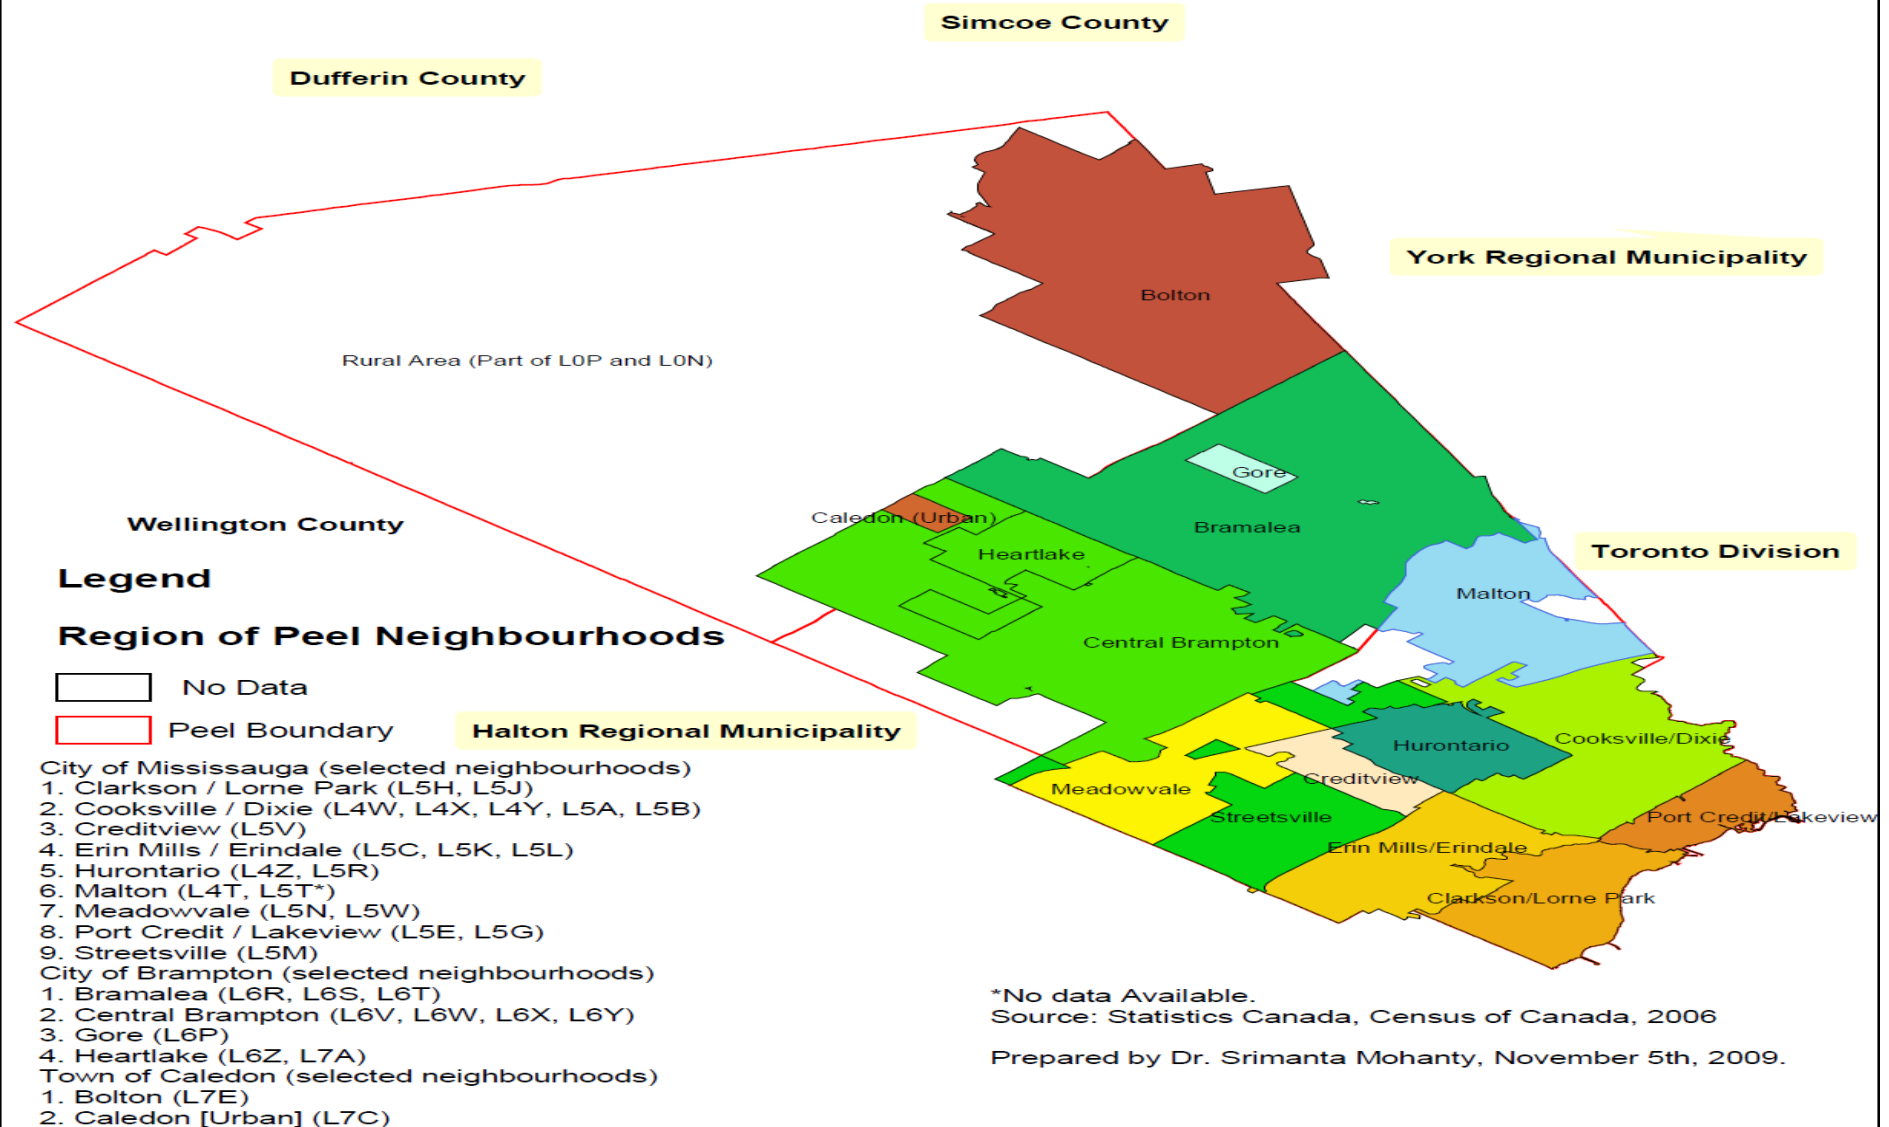 Simcoe County
Dufferin County
York Regional Municipality
Bolton
Rural Area (Part of L0P and L0N)
Gore
Caledon (Urban)
Bramalea
Wellington County
Toronto Division
Heartlake
Malton
Central Brampton
Legend
Region of Peel Neighbourhoods
No Data
Peel Boundary
Halton Regional Municipality
Hurontario
Cooksville/Dixie
Creditview
Meadowvale
Streetsville
Port Credit/Lakeview
Erin Mills/Erindale
Clarkson/Lorne Park
City of Mississauga (selected neighbourhoods)
1. Clarkson / Lorne Park (L5H, L5J)
2. Cooksville / Dixie (L4W, L4X, L4Y, L5A, L5B)
3. Creditview (L5V)
4. Erin Mills / Erindale (L5C, L5K, L5L)
5. Hurontario (L4Z, L5R)
6. Malton (L4T, L5T*)
7. Meadowvale (L5N, L5W)
8. Port Credit / Lakeview (L5E, L5G)
9. Streetsville (L5M)
City of Brampton (selected neighbourhoods)
1. Bramalea (L6R, L6S, L6T)
2. Central Brampton (L6V, L6W, L6X, L6Y)
3. Gore (L6P)
4. Heartlake (L6Z, L7A)
Town of Caledon (selected neighbourhoods)
1. Bolton (L7E)
2. Caledon [Urban] (L7C)
*No data Available.
Source: Statistics Canada, Census of Canada, 2006
Prepared by Dr. Srimanta Mohanty, November 5th, 2009.